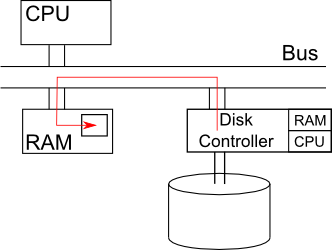 CPU
Bus
RAM
Disk
Controller
RAM
CPU